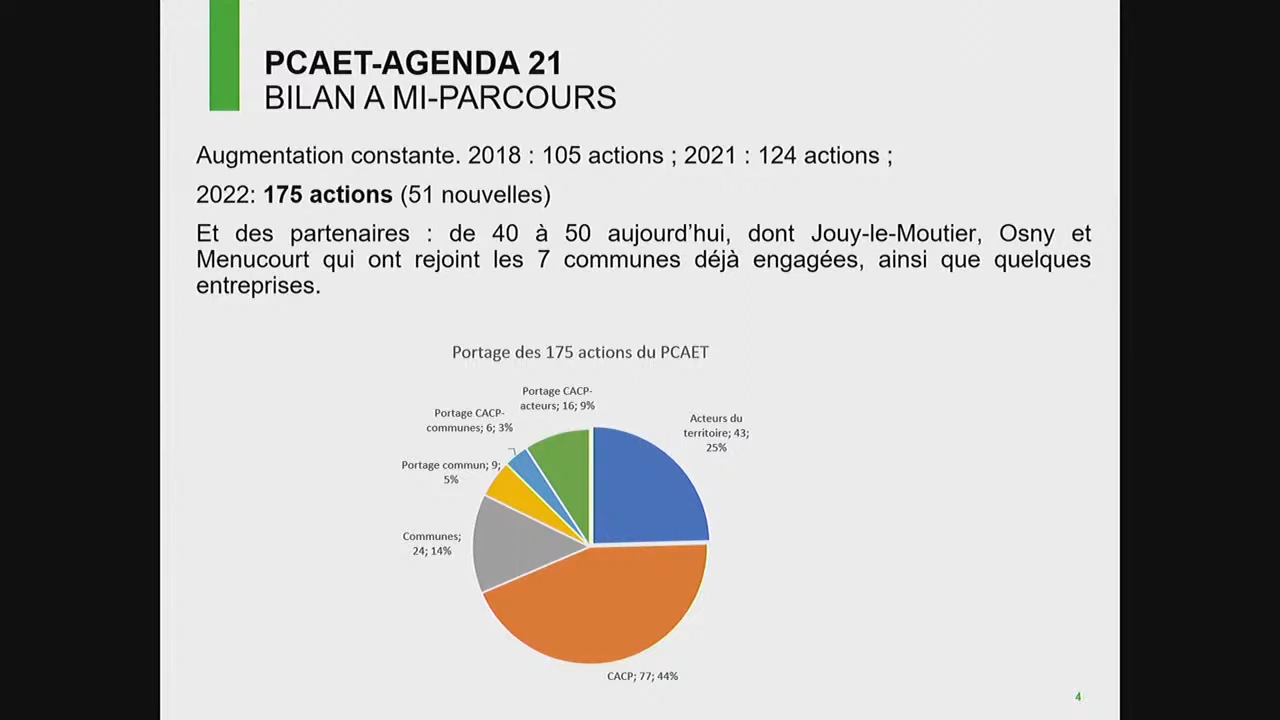 PCAET-AGENDA 21
BILAN A MI-PARCOURS
Augmentation constante. 2018 : 105 actions ; 2021 : 124 actions ;
2022: 175 actions (51 nouvelles)
Et des partenaires : de 40 à 50 aujourd’hui, dont Jouy-le-Moutier, Osny et
Menucourt qui ont rejoint les 7 communes déjà engagées, ainsi que quelques
entreprises.
Portage des 175 actions du PCAET
Portage CACP-
acteurs; 16; 9%
Portage CACP-
communes; 6; 3%
Acteurs du
territoire; 43;
25%
Portage commun; 9;
5%
Communes;
24; 14%
CACP; 77; 44%
4